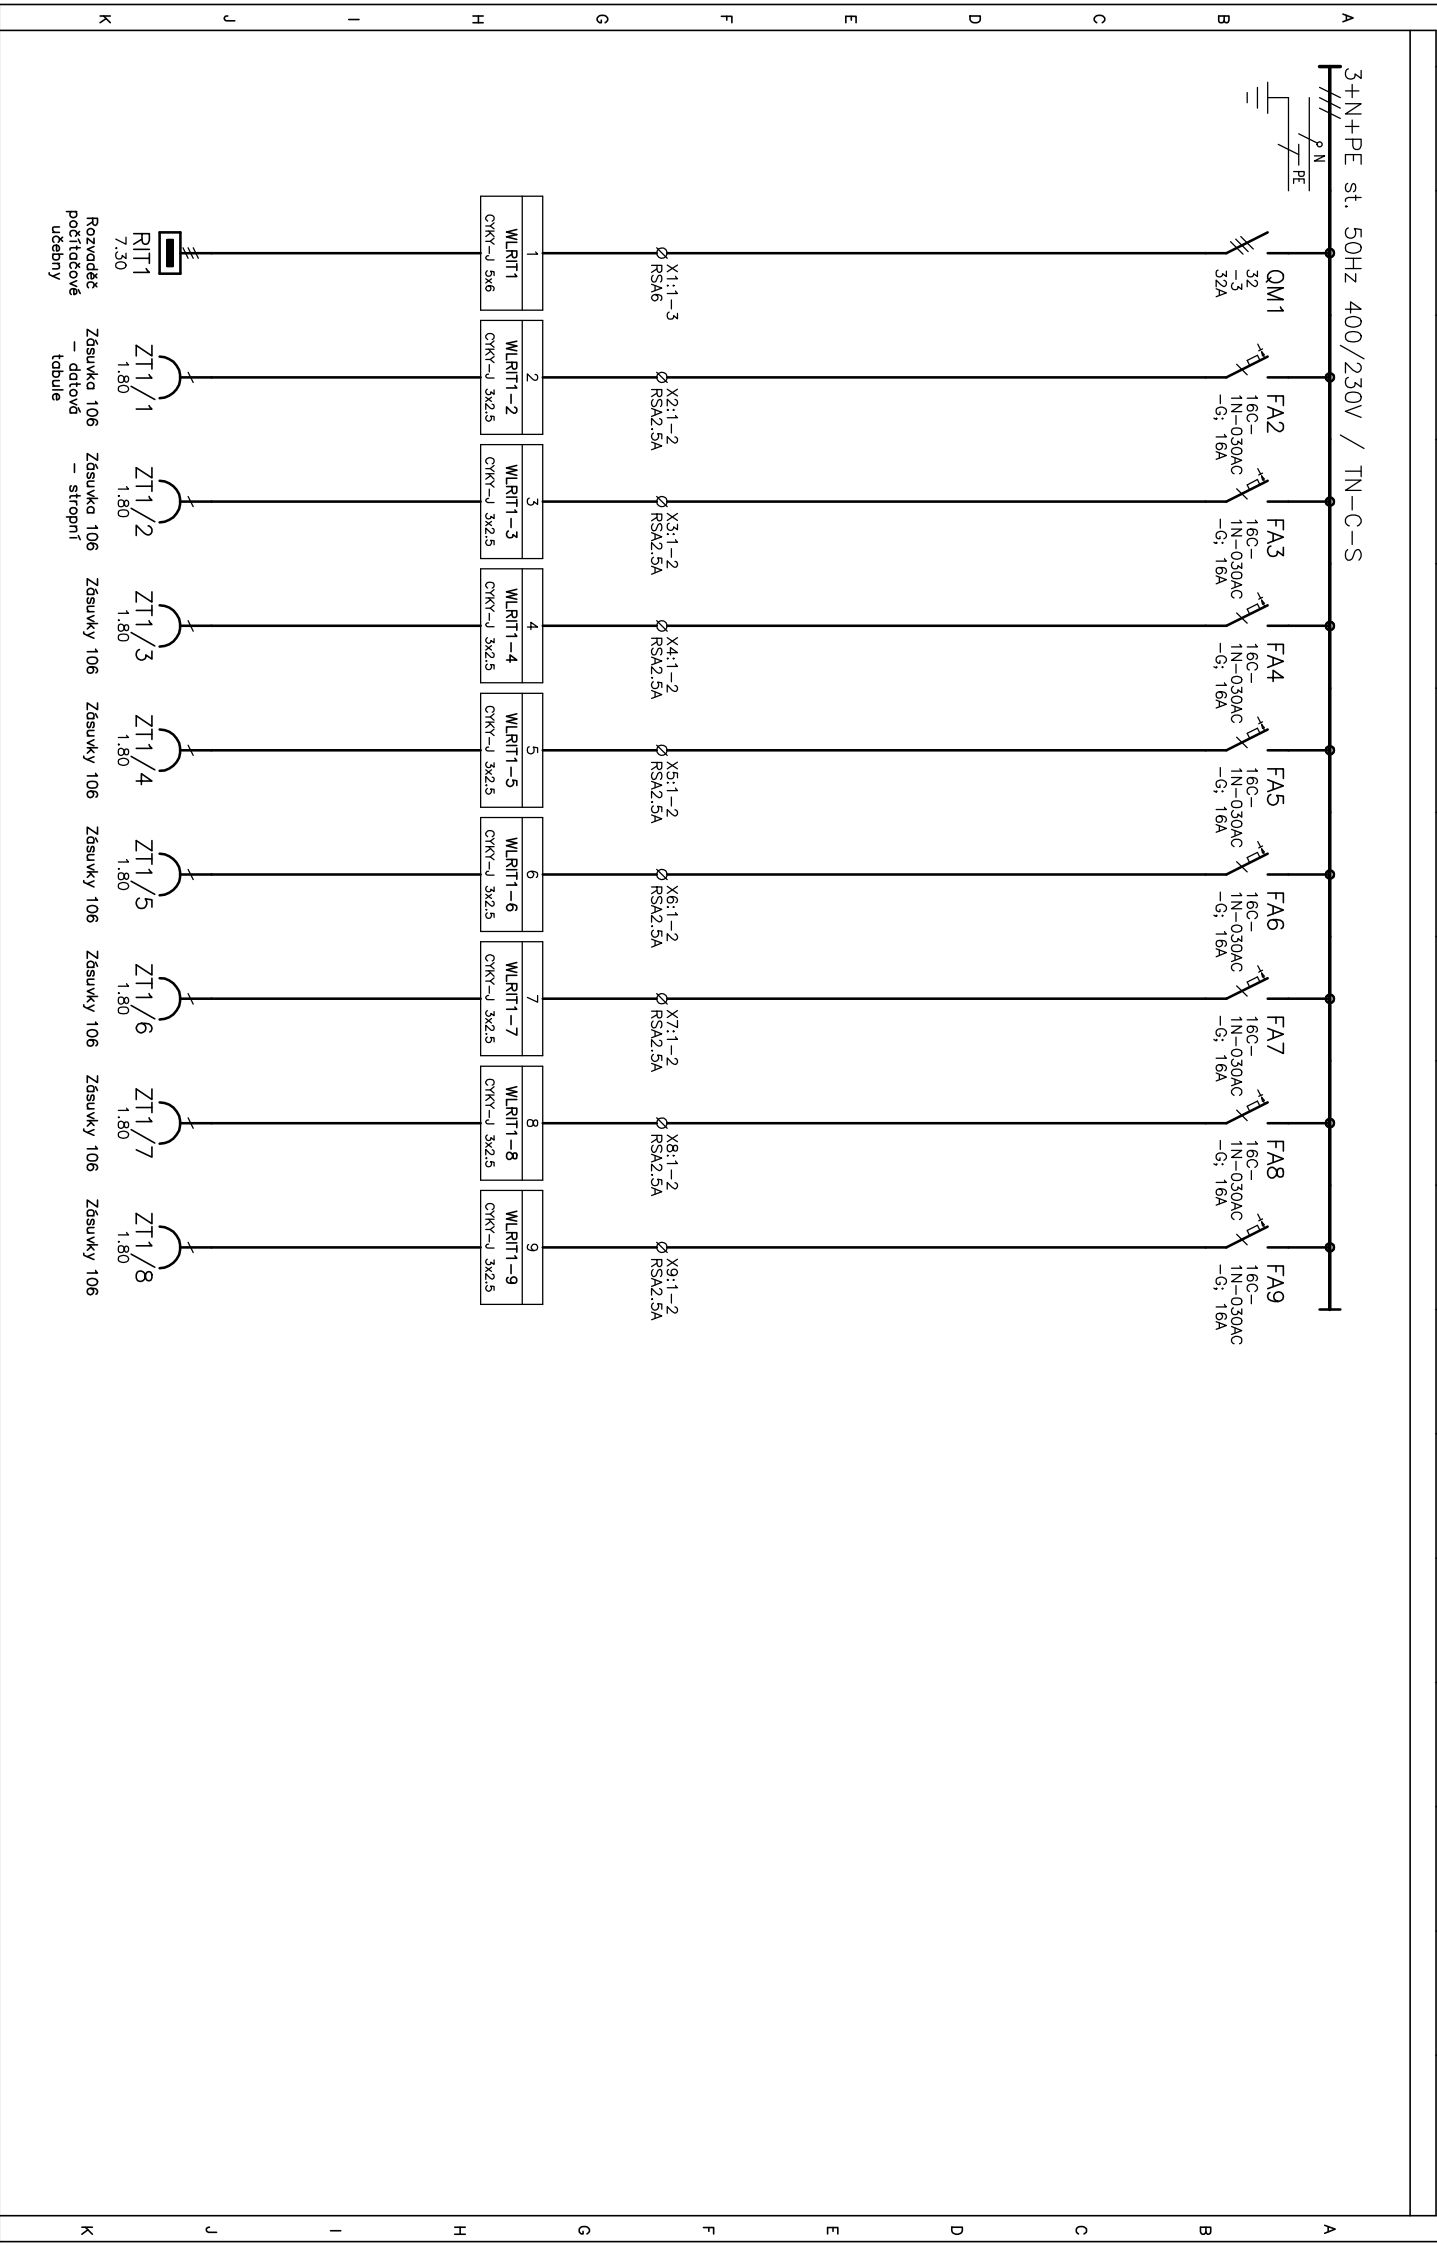 A
B
C
D
E
F
G
H
I
J
K
3+N+PE st. 50Hz 400/230V / TN-C-S
N
PE
QM1
32
-3
32A
X1:1-3
RSA6
1
WLRIT1
CYKY-J 5x6
RIT1
7.30
Rozvaděč
počítačové
učebny
FA2
16C-
1N-030AC
-G; 16A
X2:1-2
RSA2.5A
2
WLRIT1-2
CYKY-J 3x2.5
ZT1/1
1.80
Zásuvka 106
- datová
tabule
FA3
16C-
1N-030AC
-G; 16A
X3:1-2
RSA2.5A
3
WLRIT1-3
CYKY-J 3x2.5
ZT1/2
1.80
Zásuvka 106
- stropní
FA4
16C-
1N-030AC
-G; 16A
X4:1-2
RSA2.5A
4
WLRIT1-4
CYKY-J 3x2.5
ZT1/3
1.80
Zásuvky 106
FA5
16C-
1N-030AC
-G; 16A
X5:1-2
RSA2.5A
5
WLRIT1-5
CYKY-J 3x2.5
ZT1/4
1.80
Zásuvky 106
FA6
16C-
1N-030AC
-G; 16A
X6:1-2
RSA2.5A
6
WLRIT1-6
CYKY-J 3x2.5
ZT1/5
1.80
Zásuvky 106
FA7
16C-
1N-030AC
-G; 16A
X7:1-2
RSA2.5A
7
WLRIT1-7
CYKY-J 3x2.5
ZT1/6
1.80
Zásuvky 106
FA8
16C-
1N-030AC
-G; 16A
X8:1-2
RSA2.5A
8
WLRIT1-8
CYKY-J 3x2.5
ZT1/7
1.80
Zásuvky 106
FA9
16C-
1N-030AC
-G; 16A
X9:1-2
RSA2.5A
9
WLRIT1-9
CYKY-J 3x2.5
ZT1/8
1.80
Zásuvky 106
A
B
C
D
E
F
G
H
I
J
K